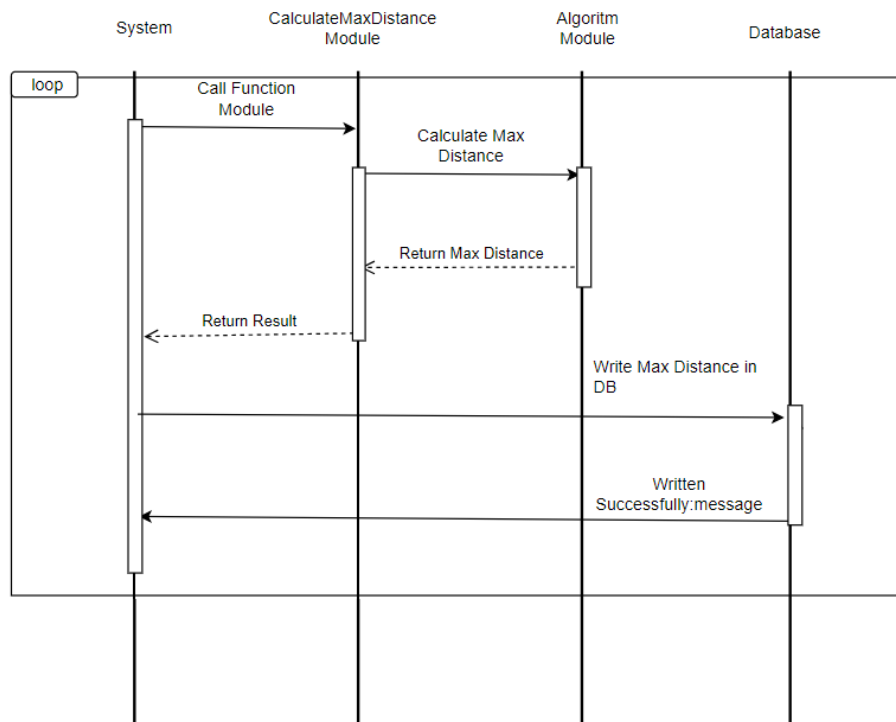 System
CalculateMaxDistance
Module
Algoritm
Module
Database
loop
Call Function
Module
Calculate Max
Distance
Return Max Distance
Return Result
Write Max Distance in
DB
Written
Successfully:message